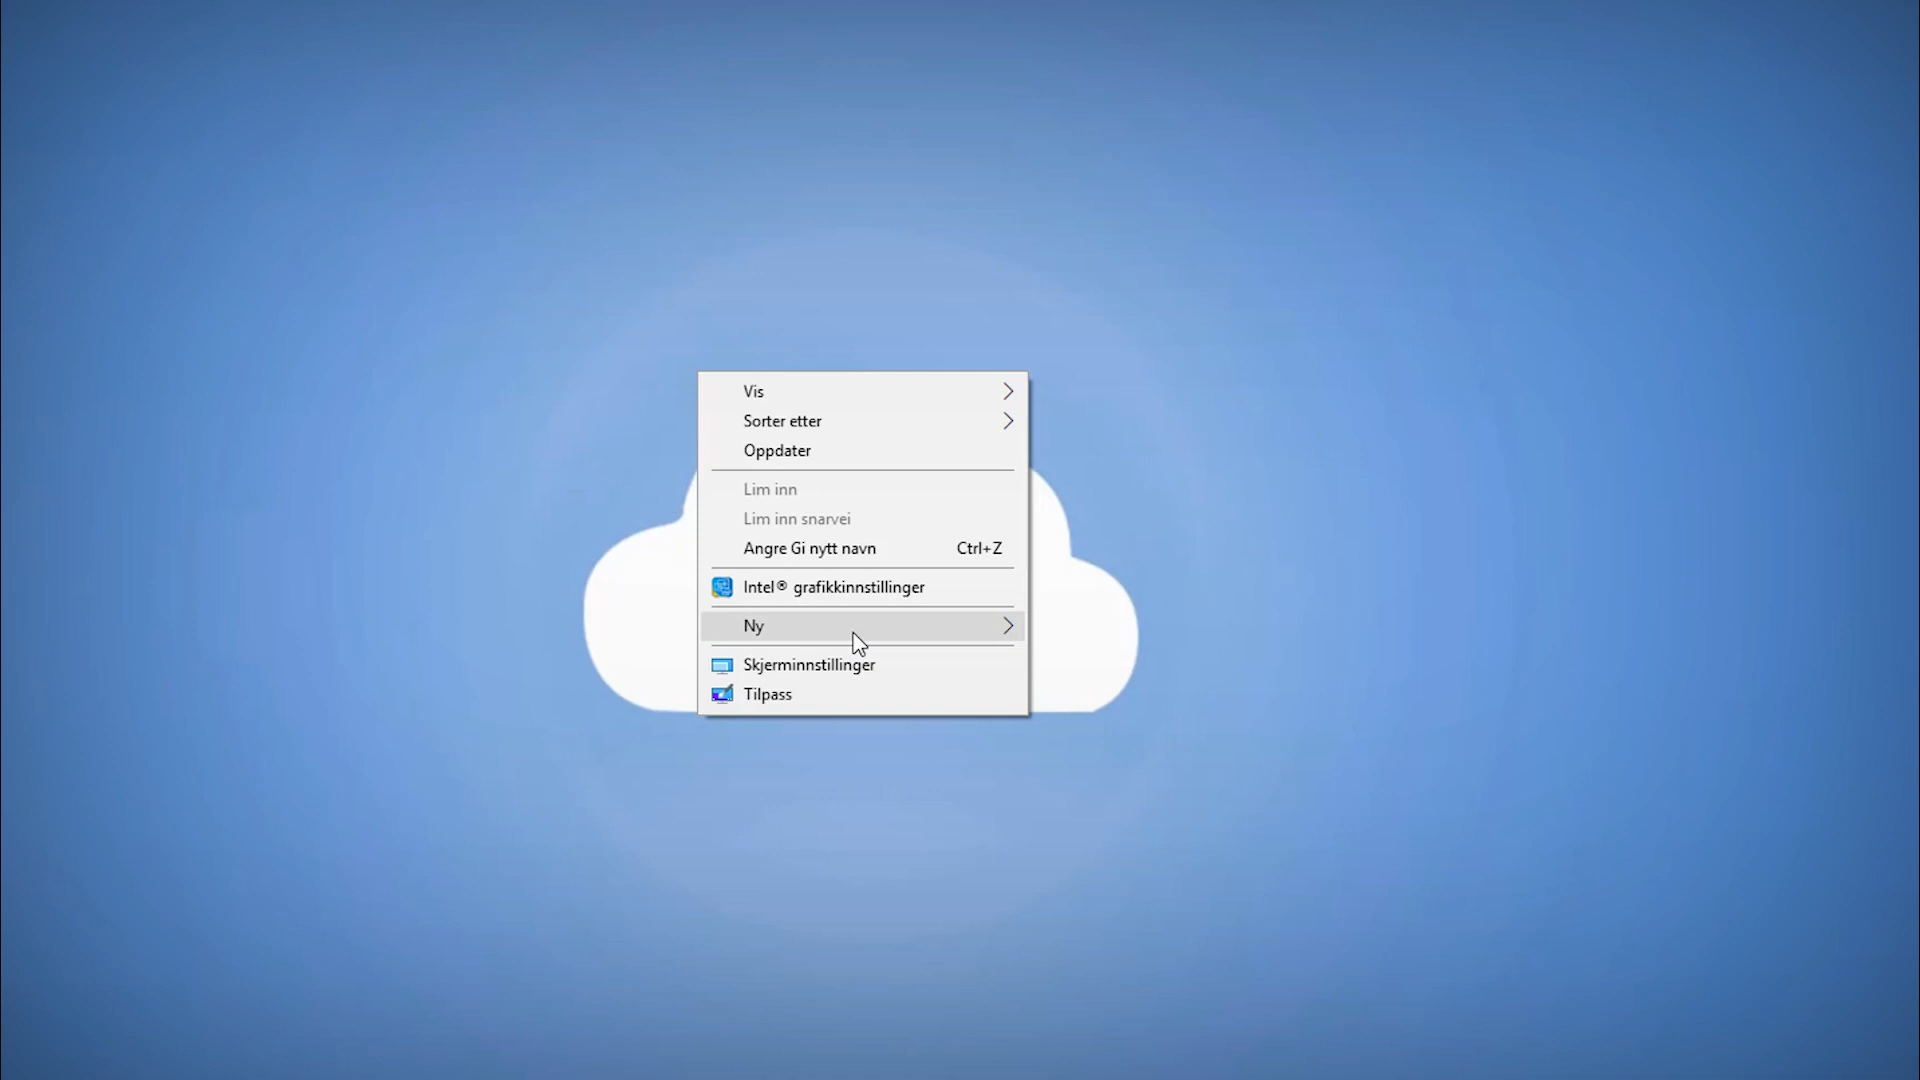 Vis
Sorter etter
Oppdater
Lim inn
Lim inn snarvei
Angre Gi nytt navn Ctrl+Z
Intel® grafikkinnstillinger
Ny
Skjerminnstillinger
Tilpass